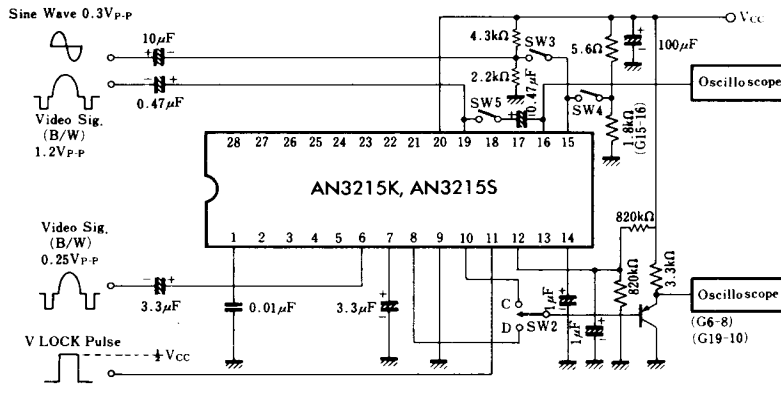 Sine Wave 0.3VP-P
10μF
+
-
-
+
0.47μF
Video Sig.
(B/W)
1.2VP-P
4.3kΩ
SW3
2.2kΩ
0.47μF
SW5
+
-
5.6Ω
+
-
100μF
VCC
Oscilloscope
SW4
1.8kΩ
(G15-16)
28 27 26 25 24 23 22 21 20 19 18 17 16 15
AN3215K, AN3215S
1 2 3 4 5 6 7 8 9 10 11 12 13 14
Video Sig.
(B/W)
0.25VP-P
-
+
3.3μF
0.01μF
3.3μF
+
-
C
D
SW2
1μF
+
-
1μF
+
-
820kΩ
820kΩ
3.3kΩ
Oscilloscope
(G6-8)
(G19-10)
V LOCK Pulse
VCC